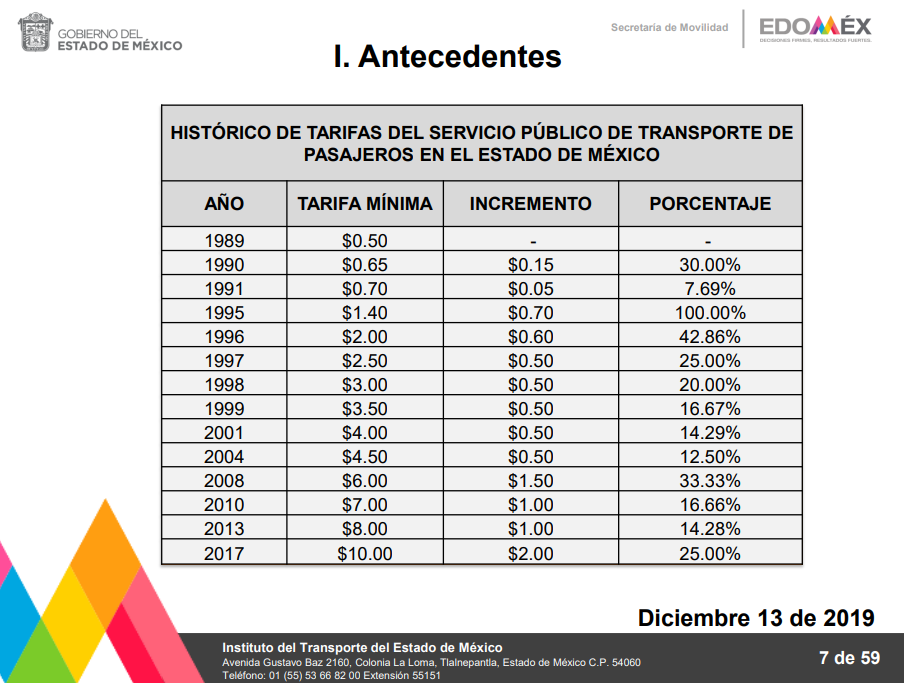 GOBIERNO DEL
ESTADO DE MÉXICO
Secretaría de Movilidad
EDOMÉX
DECISIONES FIRMES, RESULTADOS FUERTES.
I. Antecedentes
HISTÓRICO DE TARIFAS DEL SERVICIO PÚBLICO DE TRANSPORTE DE
PASAJEROS EN EL ESTADO DE MÉXICO
AÑO TARIFA MÍNIMA INCREMENTO PORCENTAJE
1989 $0.50 - -
1990 $0.65 $0.15 30.00%
1991 $0.70 $0.05 7.69%
1995 $1.40 $0.70 100.00%
1996 $2.00 $0.60 42.86%
1997 $2.50 $0.50 25.00%
1998 $3.00 $0.50 20.00%
1999 $3.50 $0.50 16.67%
2001 $4.00 $0.50 14.29%
2004 $4.50 $0.50 12.50%
2008 $6.00 $1.50 33.33%
2010 $7.00 $1.00 16.66%
2013 $8.00 $1.00 14.28%
2017 $10.00 $2.00 25.00%
Diciembre 13 de 2019
Instituto del Transporte del Estado de México
Avenida Gustavo Baz 2160, Colonia La Loma, Tlalnepantla, Estado de México C.P. 54060
Teléfono: 01 (55) 53 66 82 00 Extensión 55151
7 de 59